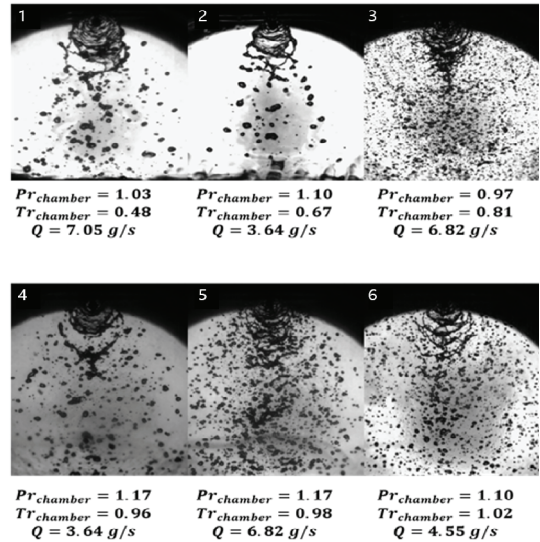 1 2 3
Pr_chamber = 1.03 Pr_chamber = 1.10 Pr_chamber = 0.97
Tr_chamber = 0.48 Tr_chamber = 0.67 Tr_chamber = 0.81
Q = 7.05 g/s Q = 3.64 g/s Q = 6.82 g/s
4 5 6
Pr_chamber = 1.17 Pr_chamber = 1.17 Pr_chamber = 1.10
Tr_chamber = 0.96 Tr_chamber = 0.98 Tr_chamber = 1.02
Q = 3.64 g/s Q = 6.82 g/s Q = 4.55 g/s